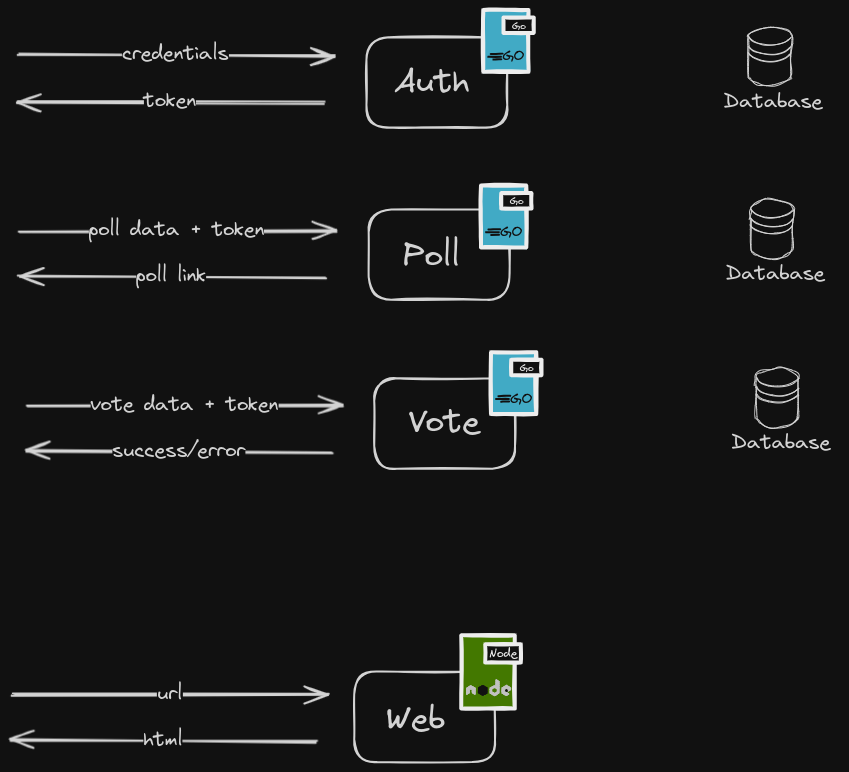 Go
GO
credentials
Auth
token
Database
Go
GO
poll data + token
Poll
poll link
Database
Go
GO
vote data + token
Vote
success/error
Database
Node
node
url
Web
html